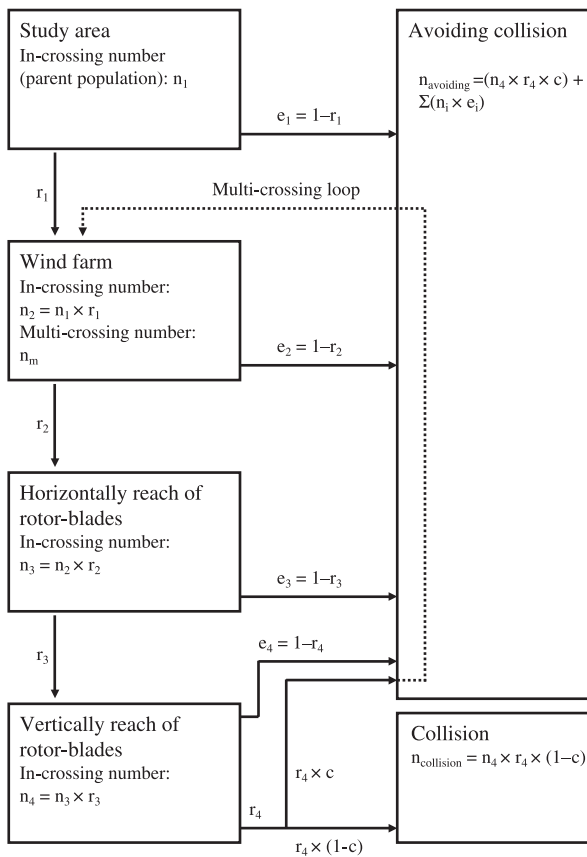 Study area
In-crossing number
(parent population): n₁
Avoiding collision
n_avoiding =(n₄ × r₄ × c) +
Σ(nᵢ × eᵢ)
e₁ = 1–r₁
r₁
Multi-crossing loop
Wind farm
In-crossing number:
n₂ = n₁ × r₁
Multi-crossing number:
nₘ
e₂ = 1–r₂
r₂
Horizontally reach of
rotor-blades
In-crossing number:
n₃ = n₂ × r₂
e₃ = 1–r₃
r₃
e₄ = 1–r₄
Vertically reach of
rotor-blades
In-crossing number:
n₄ = n₃ × r₃
r₄
r₄ × c
r₄ × (1-c)
Collision
n_collision = n₄ × r₄ × (1–c)